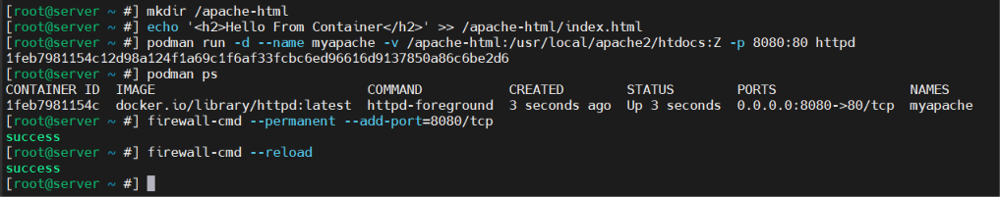 [root@server ~ #] mkdir /apache-html
[root@server ~ #] echo '<h2>Hello From Container</h2>' >> /apache-html/index.html
[root@server ~ #] podman run -d --name myapache -v /apache-html:/usr/local/apache2/htdocs:Z -p 8080:80 httpd
1feb7981154c12d98a124f1a69c1f6af33fcbc6ed96616d9137850a86c6be2d6
[root@server ~ #] podman ps
CONTAINER ID  IMAGE                           COMMAND           CREATED        STATUS        PORTS                 NAMES
1feb7981154c  docker.io/library/httpd:latest  httpd-foreground  3 seconds ago  Up 3 seconds  0.0.0.0:8080->80/tcp  myapache
[root@server ~ #] firewall-cmd --permanent --add-port=8080/tcp
success
[root@server ~ #] firewall-cmd --reload
success
[root@server ~ #]